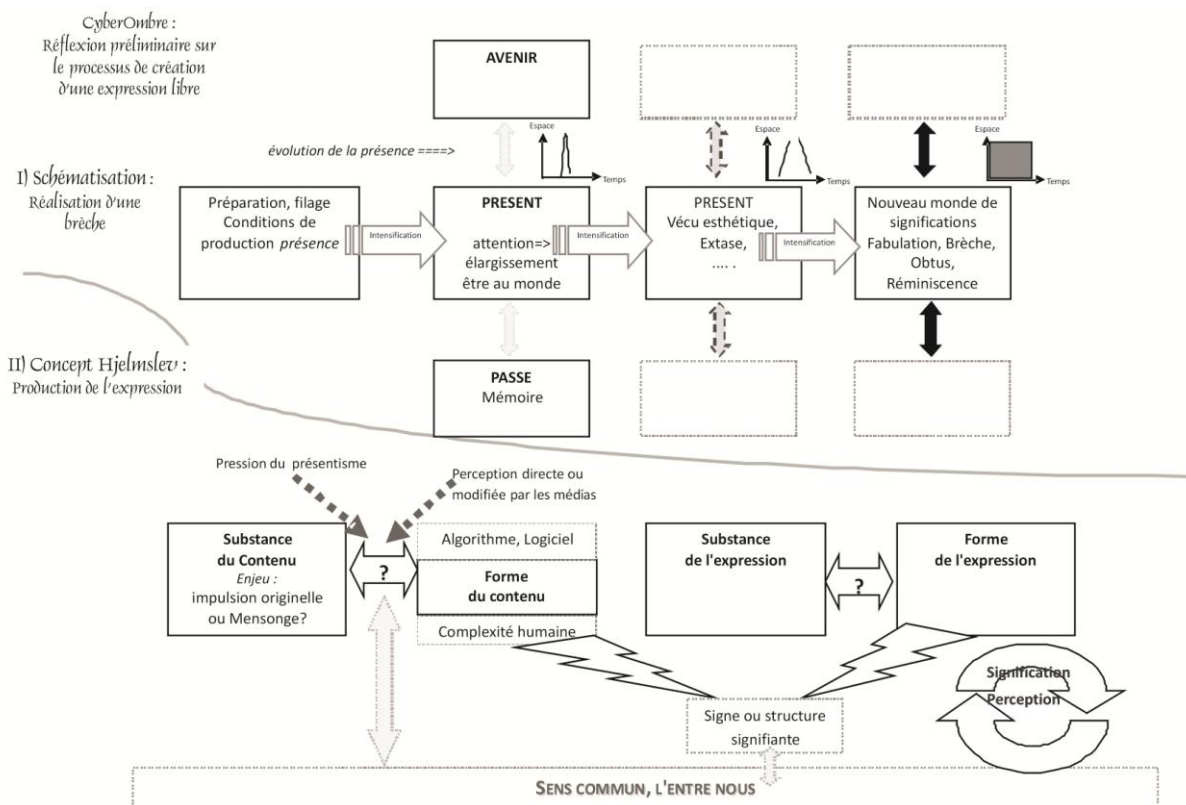 CyberOmbre :
Réflexion préliminaire sur
le processus de création
d'une expression libre
AVENIR
évolution de la présence ====>
Espace
Temps
Espace
Temps
Espace
Temps
I) Schématisation :
Réalisation d'une
brèche
Préparation, filage
Conditions de
production présence
Intensification
PRESENT
attention=>
élargissement
être au monde
Intensification
PRESENT
Vécu esthétique,
Extase,
.... .
Intensification
Nouveau monde de
significations
Fabulation, Brèche,
Obtus,
Réminiscence
II) Concept Hjelmslev :
Production de l'expression
PASSE
Mémoire
Pression du présentisme
Perception directe ou
modifiée par les médias
Substance
du Contenu
Enjeu :
impulsion originelle
ou Mensonge?
?
Algorithme, Logiciel
Forme
du contenu
Complexité humaine
Substance
de l'expression
?
Forme
de l'expression
Signification
Perception
Signe ou structure
signifiante
SENS COMMUN, L'ENTRE NOUS